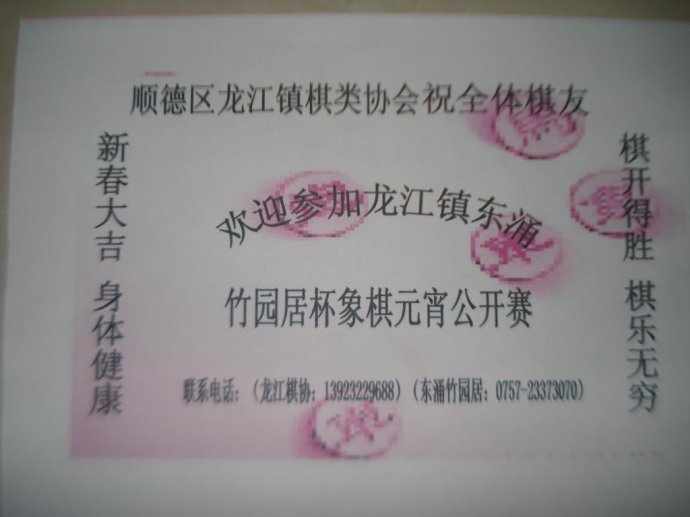 顺德区龙江镇棋类协会祝全体棋友
新春大吉 身体健康
棋开得胜 棋乐无穷
欢迎参加龙江镇东涌
竹园居杯象棋元宵公开赛
联系电话：（龙江棋协：13923229688）（东涌竹园居：0757-23373070）